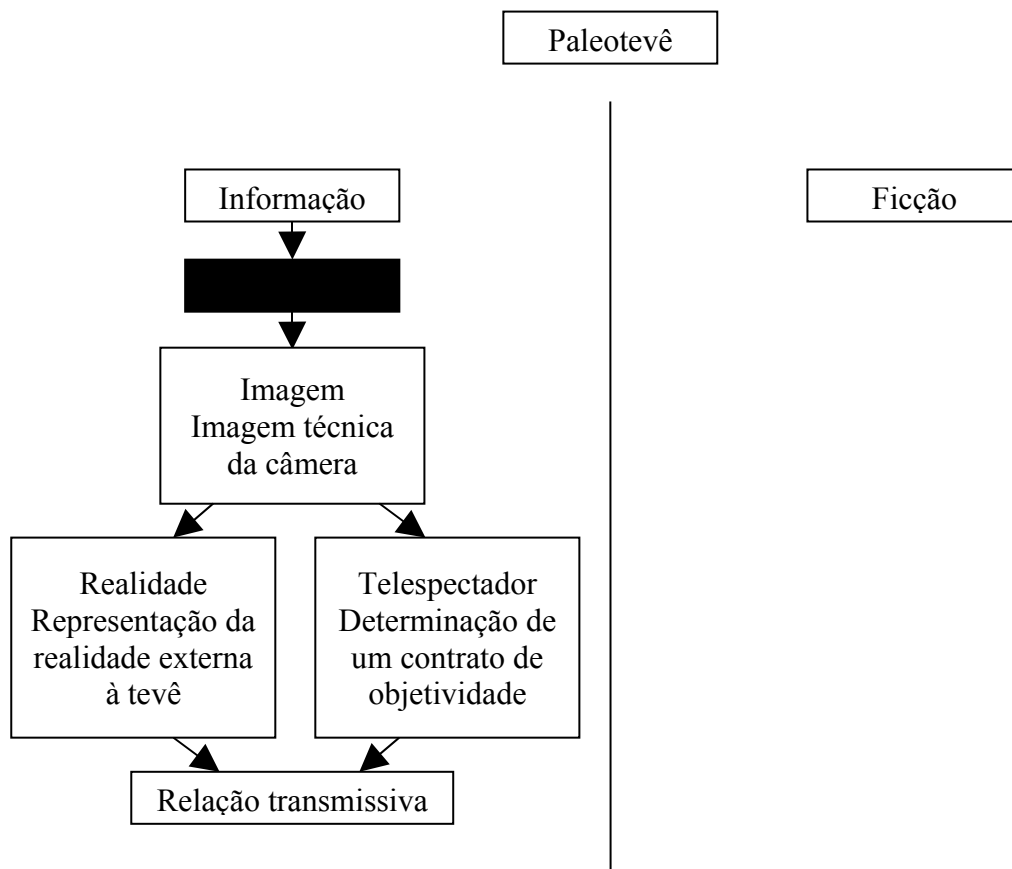 Paleotevê
Informação
Ficção
Imagem
Imagem técnica
da câmera
Realidade
Representação da
realidade externa
à tevê
Telespectador
Determinação de
um contrato de
objetividade
Relação transmissiva